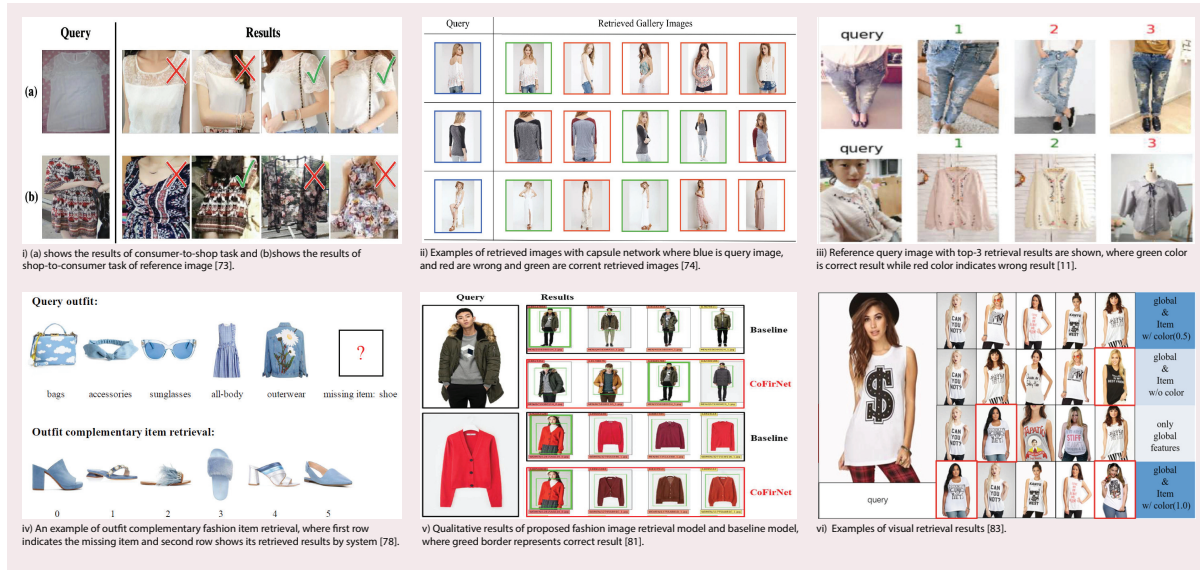 Query
Results
(a)
(b)
i) (a) shows the results of consumer-to-shop task and (b)shows the results of
shop-to-consumer task of reference image [73].
Query
Retrieved Gallery Images
ii) Examples of retrieved images with capsule network where blue is query image,
and red are wrong and green are corrent retrieved images [74].
query
1
2
3
query
1
2
3
iii) Reference query image with top-3 retrieval results are shown, where green color
is correct result while red color indicates wrong result [11].
Query outfit:
?
bags accessories sunglasses all-body outerwear missing item: shoe
Outfit complementary item retrieval:
0 1 2 3 4 5
iv) An example of outfit complementary fashion item retrieval, where first row
indicates the missing item and second row shows its retrieved results by system [78].
Query
Results
Baseline
CoFirNet
Baseline
CoFirNet
v) Qualitative results of proposed fashion image retrieval model and baseline model,
where greed border represents correct result [81].
$
query
CAN
YOU
NOT?
global
&
Item
w/ color(0.5)
global
&
Item
w/o color
only
global
features
global
&
Item
w/ color(1.0)
vi) Examples of visual retrieval results [83].